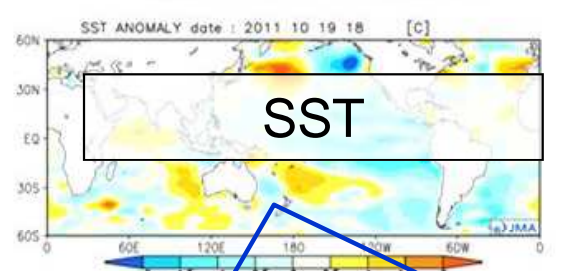 SST ANOMALY date : 2011 10 19 18 [C]
60N
30N
SST
EQ
30S
60S
JMA
0 60E 120E 180 120W 60W 0